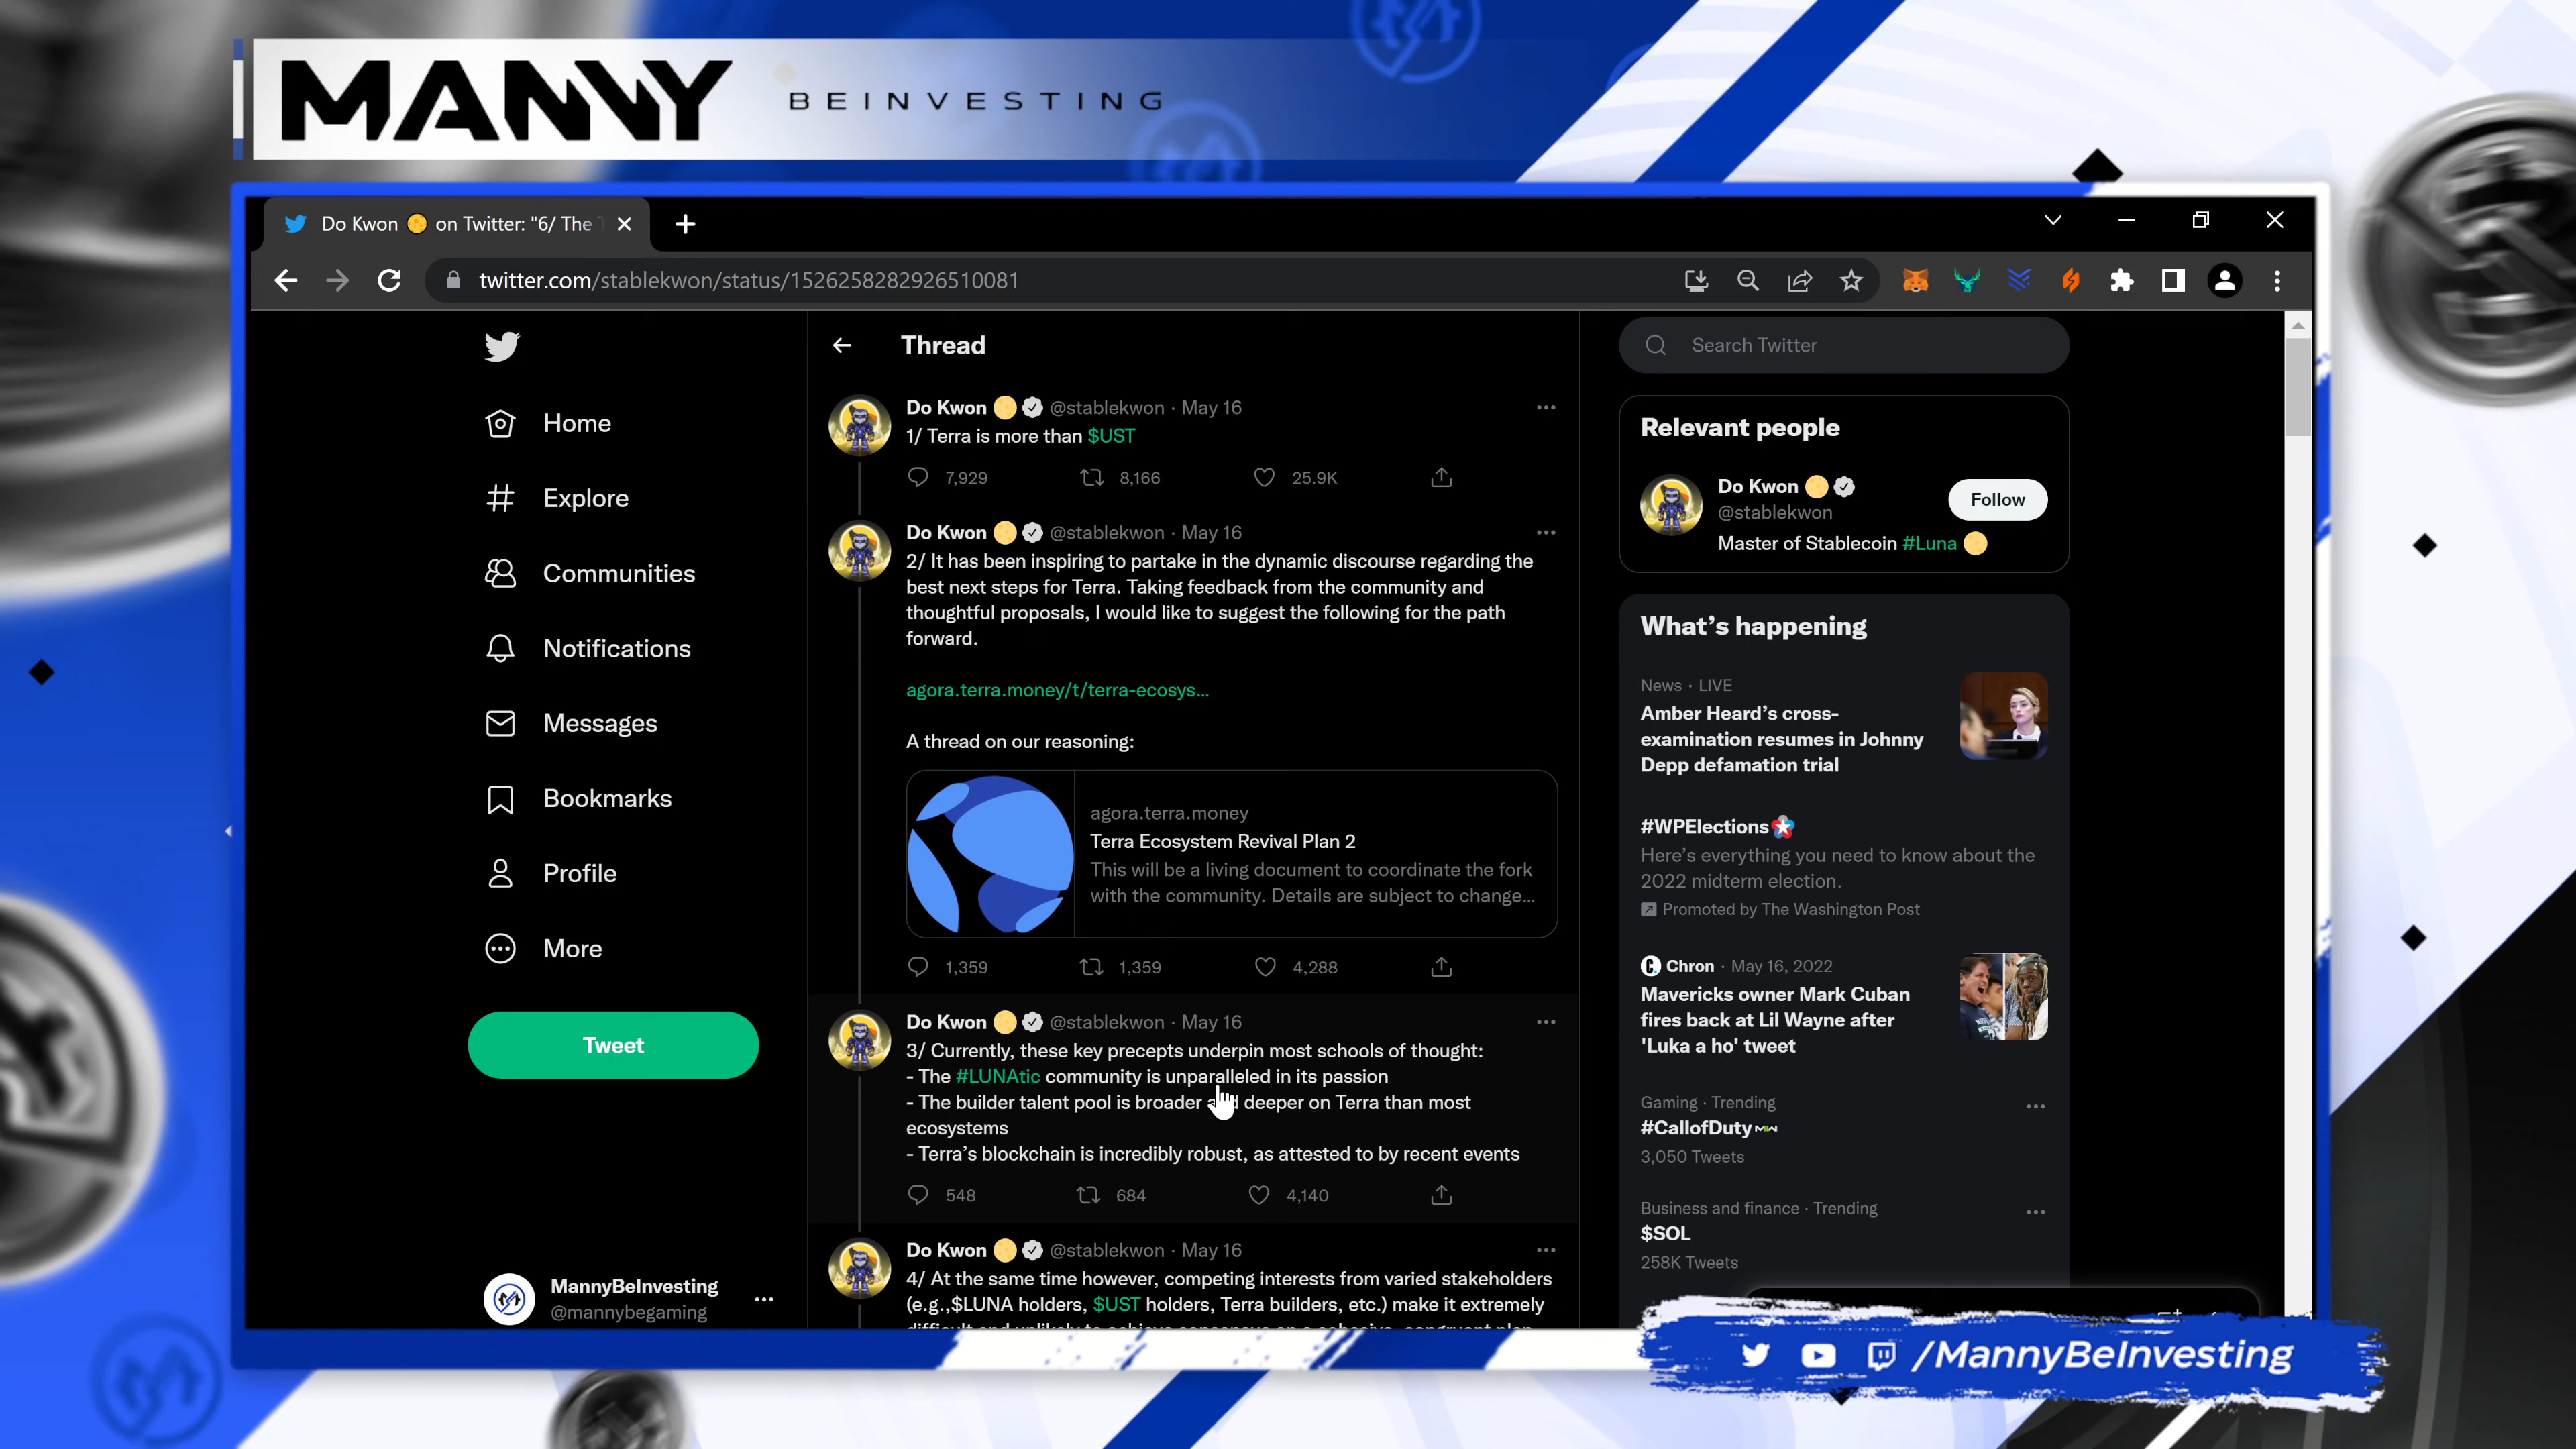 MANNY BEINVESTING
Do Kwon on Twitter: "6/ The T
twitter.com/stablekwon/status/1526258282926510081
Home
Explore
Communities
Notifications
Messages
Bookmarks
Profile
More
Tweet
MannyBeInvesting
@mannybegaming
Thread
Do Kwon @stablekwon · May 16
1/ Terra is more than $UST
7,929 8,166 25.9K
Do Kwon @stablekwon · May 16
2/ It has been inspiring to partake in the dynamic discourse regarding the
best next steps for Terra. Taking feedback from the community and
thoughtful proposals, I would like to suggest the following for the path
forward.
agora.terra.money/t/terra-ecosys...
A thread on our reasoning:
agora.terra.money
Terra Ecosystem Revival Plan 2
This will be a living document to coordinate the fork
with the community. Details are subject to change...
1,359 1,359 4,288
Do Kwon @stablekwon · May 16
3/ Currently, these key precepts underpin most schools of thought:
- The #LUNAtic community is unparalleled in its passion
- The builder talent pool is broader and deeper on Terra than most
ecosystems
- Terra's blockchain is incredibly robust, as attested to by recent events
548 684 4,140
Do Kwon @stablekwon · May 16
4/ At the same time however, competing interests from varied stakeholders
(e.g.,$LUNA holders, $UST holders, Terra builders, etc.) make it extremely
Search Twitter
Relevant people
Do Kwon
@stablekwon
Follow
Master of Stablecoin #Luna
What's happening
News · LIVE
Amber Heard's cross-
examination resumes in Johnny
Depp defamation trial
#WPElections
Here's everything you need to know about the
2022 midterm election.
Promoted by The Washington Post
Chron · May 16, 2022
Mavericks owner Mark Cuban
fires back at Lil Wayne after
'Luka a ho' tweet
Gaming · Trending
#CallofDuty
3,050 Tweets
Business and finance · Trending
$SOL
258K Tweets
/MannyBeInvesting